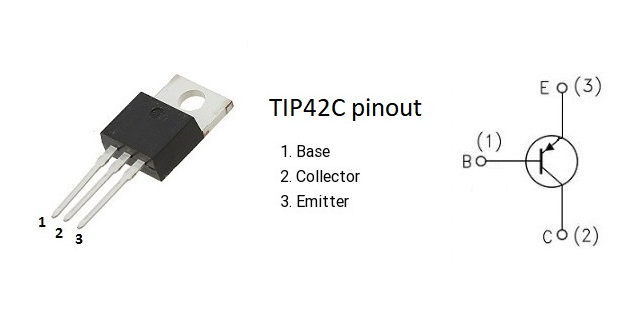 TIP42C pinout
1. Base
2. Collector
3. Emitter
1
2
3
E (3)
(1)
B
C (2)